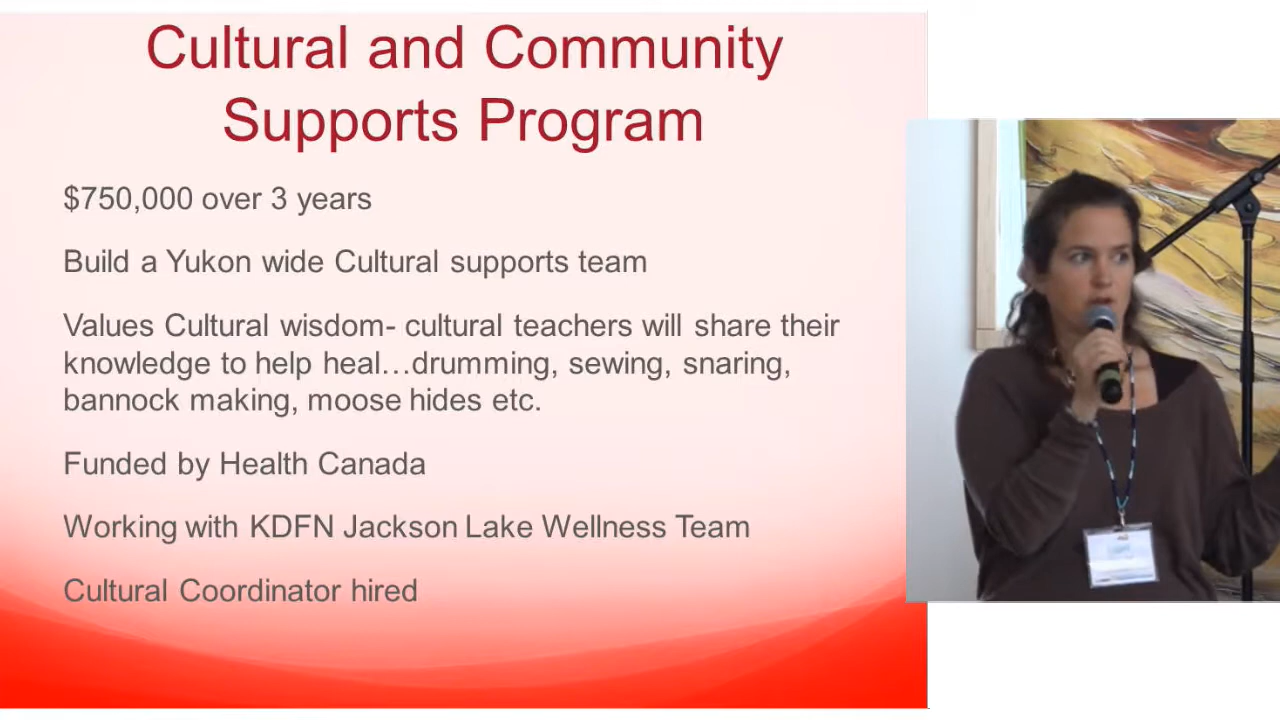 Cultural and Community
Supports Program
$750,000 over 3 years
Build a Yukon wide Cultural supports team
Values Cultural wisdom- cultural teachers will share their
knowledge to help heal…drumming, sewing, snaring,
bannock making, moose hides etc.
Funded by Health Canada
Working with KDFN Jackson Lake Wellness Team
Cultural Coordinator hired